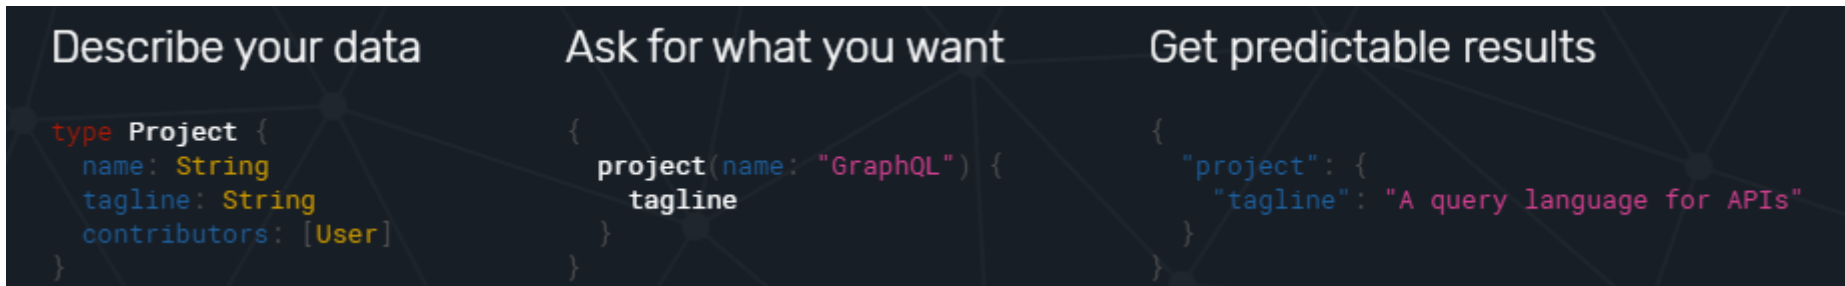 Describe your data
type Project {
  name: String
  tagline: String
  contributors: [User]
}
Ask for what you want
{
  project(name: "GraphQL") {
    tagline
  }
}
Get predictable results
{
  "project": {
    "tagline": "A query language for APIs"
  }
}